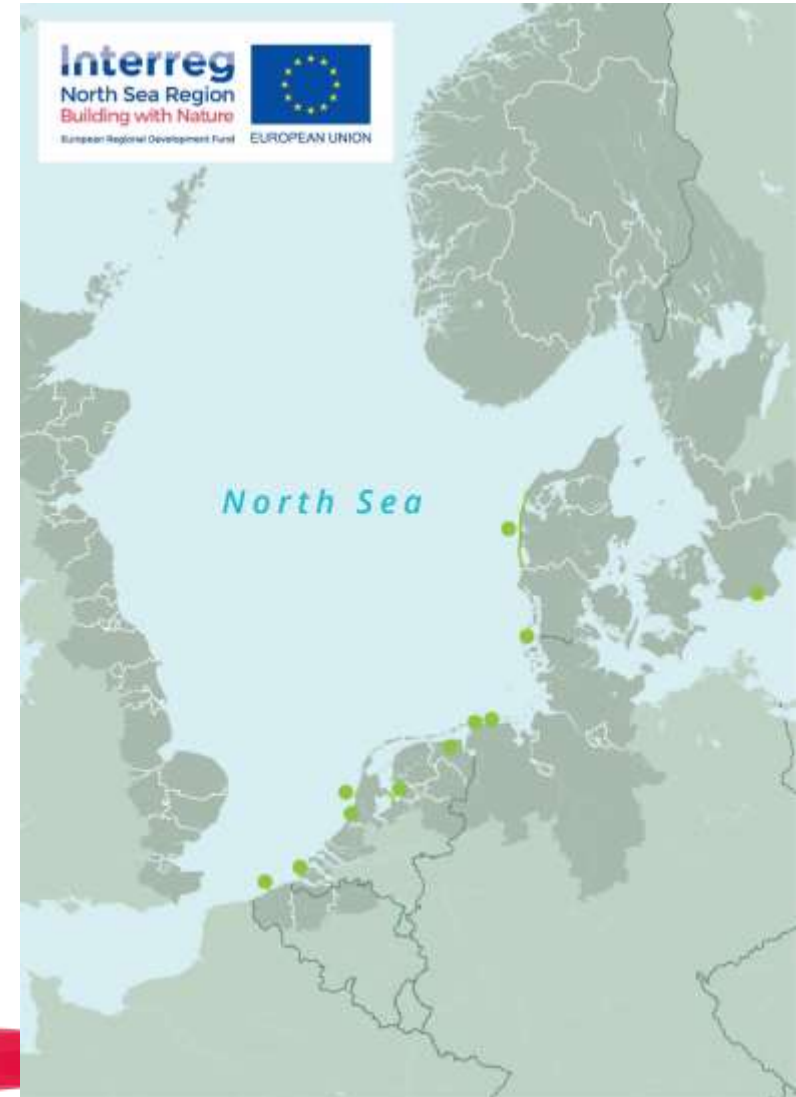 Interreg
North Sea Region
Building with Nature
European Regional Development Fund
EUROPEAN UNION
North Sea